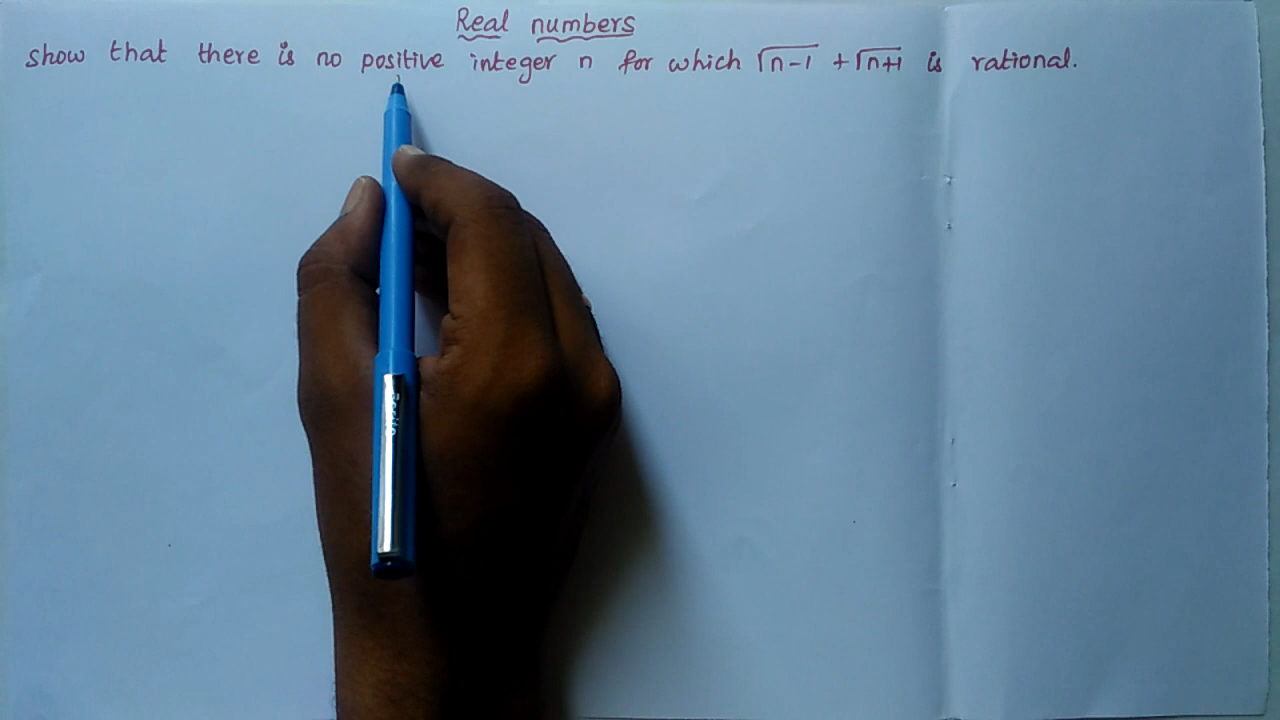 Real numbers
show that there is no positive integer n for which √n-1 + √n+1 is rational.